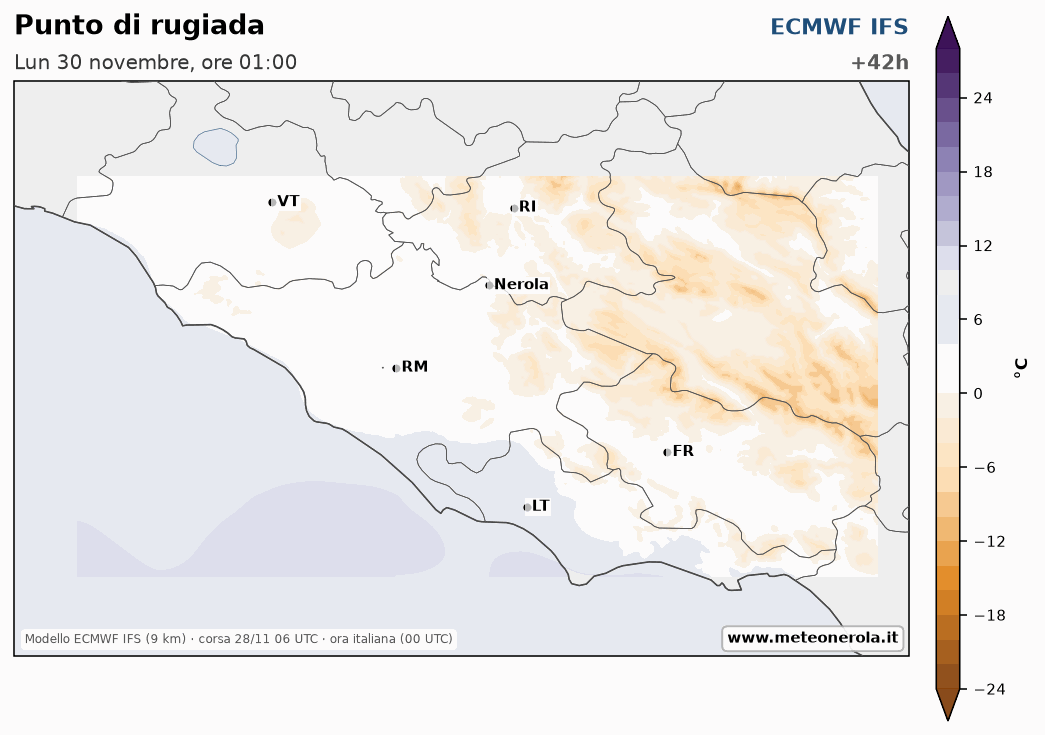 Punto di rugiada
ECMWF IFS
Lun 30 novembre, ore 01:00
+42h
VT
RI
Nerola
RM
FR
LT
24
18
12
6
0
−6
−12
−18
−24
°C
Modello ECMWF IFS (9 km) · corsa 28/11 06 UTC · ora italiana (00 UTC)
www.meteonerola.it